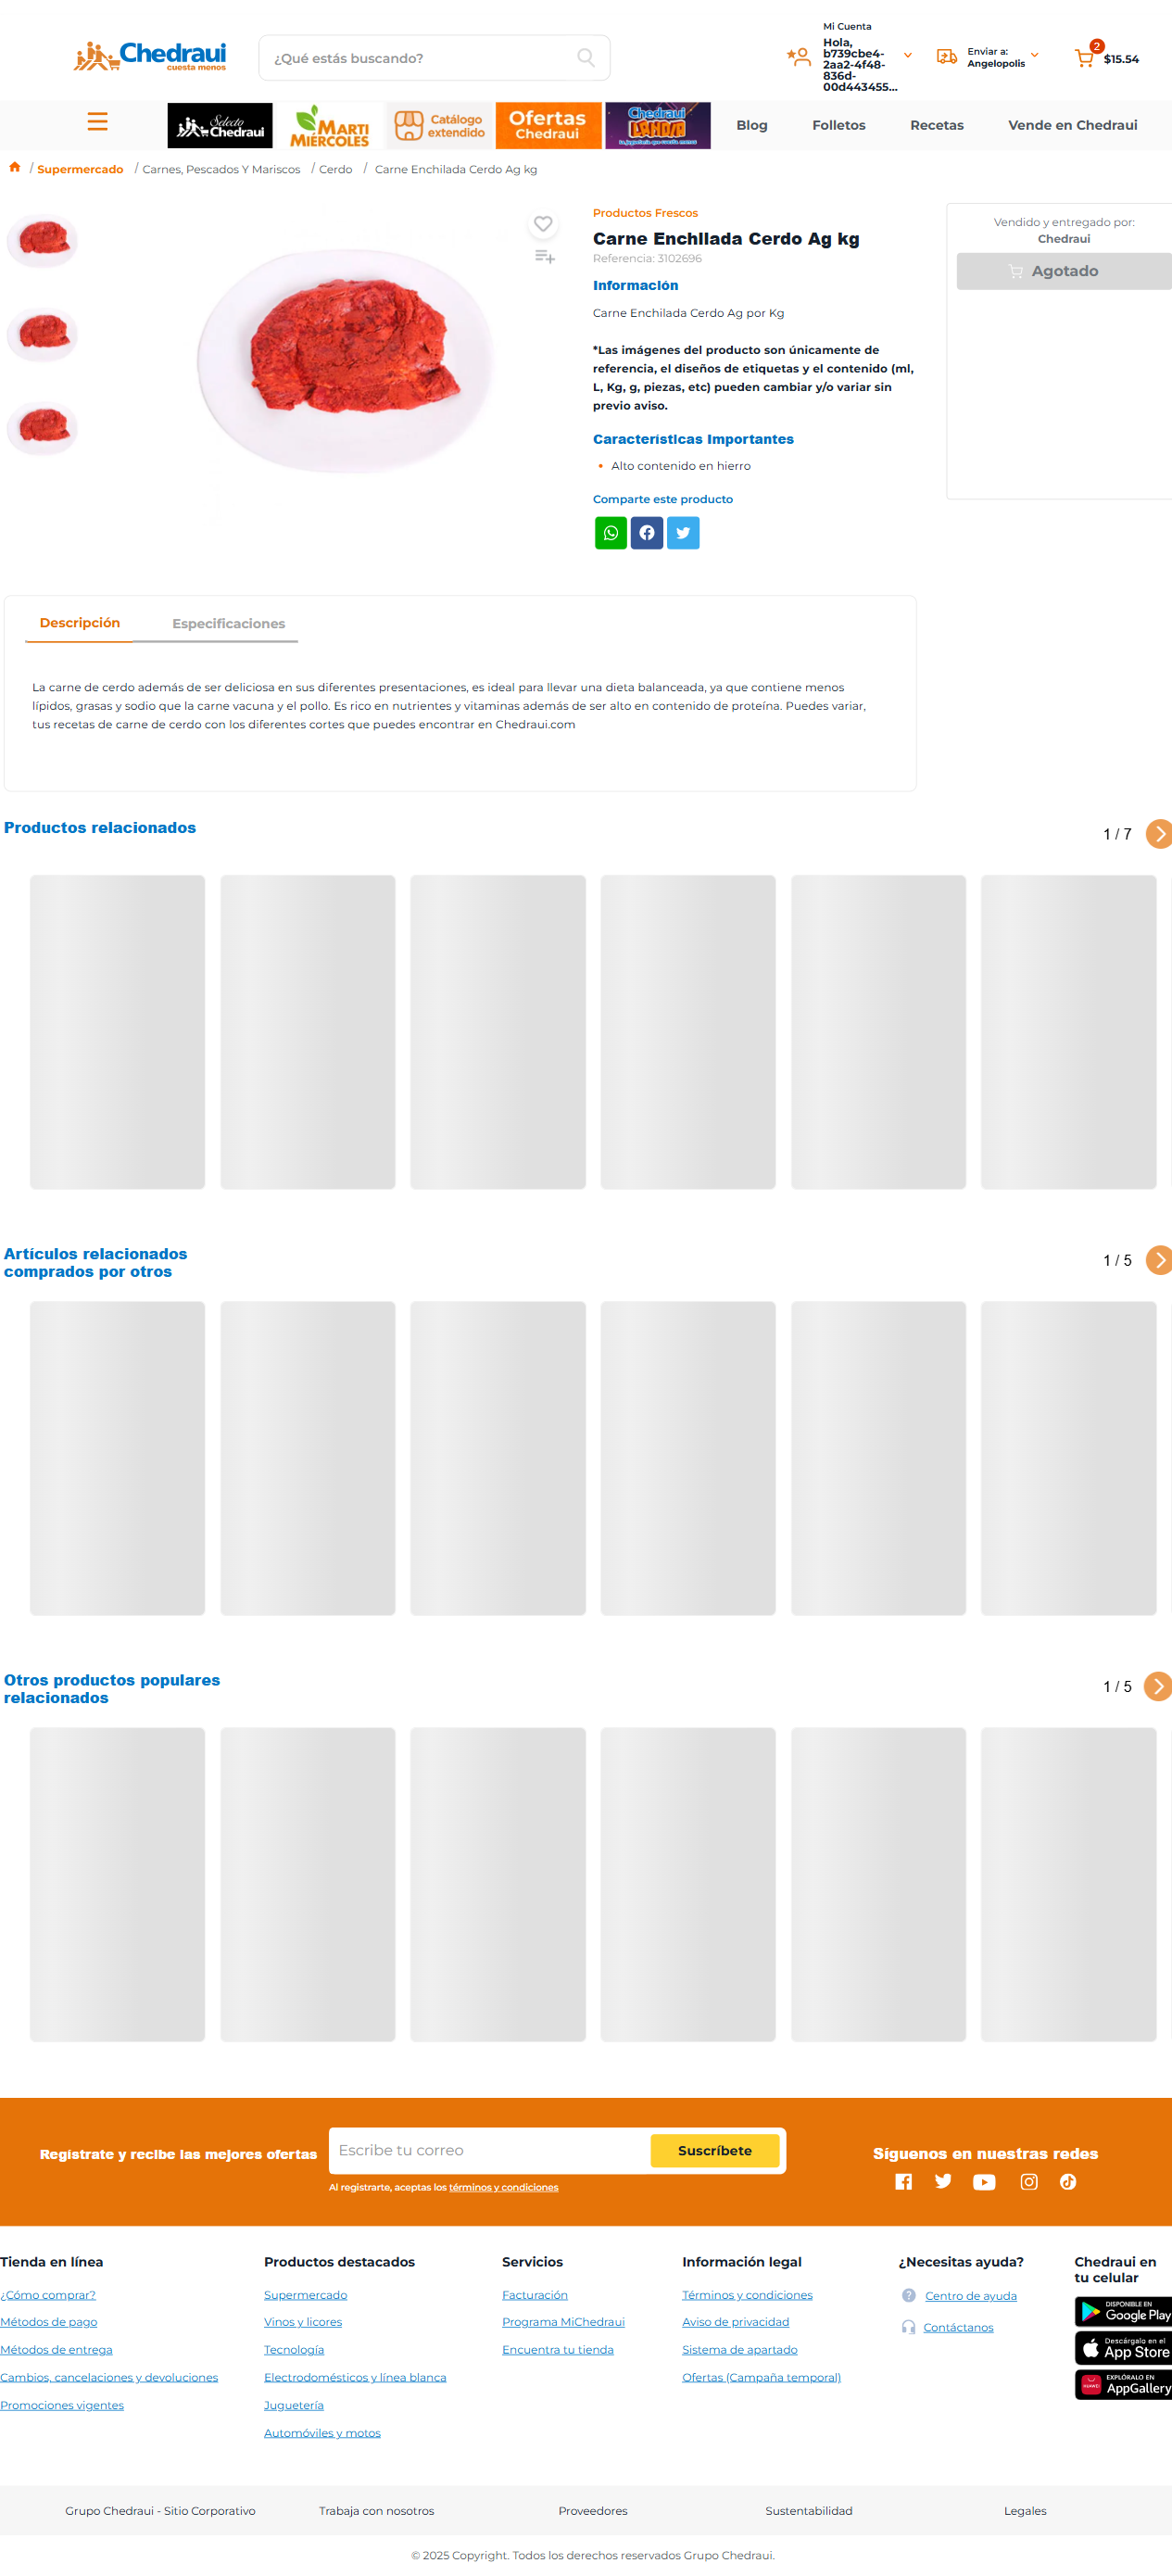 Mi Cuenta
Hola,
b739cbe4-
2aa2-4f48-
836d-
00d443455...
Chedraui
cuesta menos
¿Qué estás buscando?
Enviar a:
Angelopolis
2
$15.54
Selecto
Chedraui
MARTI
MIÉRCOLES
Catálogo
extendido
Ofertas
Chedraui
Chedraui
LANDIA
La juguetería que cuesta menos
Blog
Folletos
Recetas
Vende en Chedraui
/ Supermercado / Carnes, Pescados Y Mariscos / Cerdo / Carne Enchilada Cerdo Ag kg
Productos Frescos
Carne Enchilada Cerdo Ag kg
Referencia: 3102696
Información
Carne Enchilada Cerdo Ag por Kg
*Las imágenes del producto son únicamente de
referencia, el diseños de etiquetas y el contenido (ml,
L, Kg, g, piezas, etc) pueden cambiar y/o variar sin
previo aviso.
Características Importantes
• Alto contenido en hierro
Comparte este producto
Vendido y entregado por:
Chedraui
Agotado
Descripción
Especificaciones
La carne de cerdo además de ser deliciosa en sus diferentes presentaciones, es ideal para llevar una dieta balanceada, ya que contiene menos
lípidos, grasas y sodio que la carne vacuna y el pollo. Es rico en nutrientes y vitaminas además de ser alto en contenido de proteína. Puedes variar,
tus recetas de carne de cerdo con los diferentes cortes que puedes encontrar en Chedraui.com
Productos relacionados
1 / 7
Artículos relacionados
comprados por otros
1 / 5
Otros productos populares
relacionados
1 / 5
Regístrate y recibe las mejores ofertas
Escribe tu correo
Suscríbete
Al registrarte, aceptas los términos y condiciones
Síguenos en nuestras redes
Tienda en línea
¿Cómo comprar?
Métodos de pago
Métodos de entrega
Cambios, cancelaciones y devoluciones
Promociones vigentes
Productos destacados
Supermercado
Vinos y licores
Tecnología
Electrodomésticos y línea blanca
Juguetería
Automóviles y motos
Servicios
Facturación
Programa MiChedraui
Encuentra tu tienda
Información legal
Términos y condiciones
Aviso de privacidad
Sistema de apartado
Ofertas (Campaña temporal)
¿Necesitas ayuda?
Centro de ayuda
Contáctanos
Chedraui en
tu celular
DISPONIBLE EN
Google Play
Descárgalo en el
App Store
EXPLÓRALO EN
AppGallery
Grupo Chedraui - Sitio Corporativo
Trabaja con nosotros
Proveedores
Sustentabilidad
Legales
© 2025 Copyright. Todos los derechos reservados Grupo Chedraui.